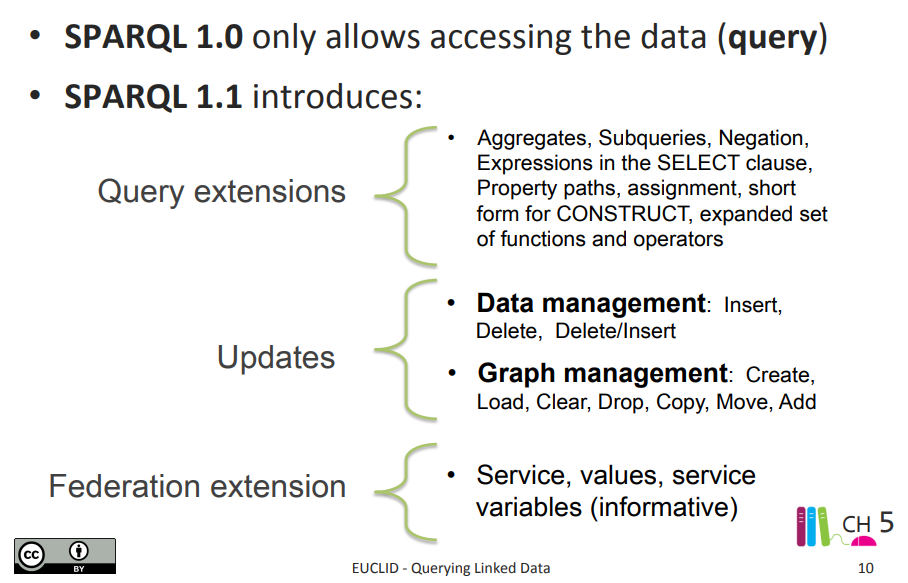 • SPARQL 1.0 only allows accessing the data (query)
• SPARQL 1.1 introduces:
Query extensions
• Aggregates, Subqueries, Negation,
Expressions in the SELECT clause,
Property paths, assignment, short
form for CONSTRUCT, expanded set
of functions and operators
Updates
• Data management: Insert,
Delete, Delete/Insert
• Graph management: Create,
Load, Clear, Drop, Copy, Move, Add
Federation extension
• Service, values, service
variables (informative)
CH 5
cc
BY
EUCLID - Querying Linked Data
10